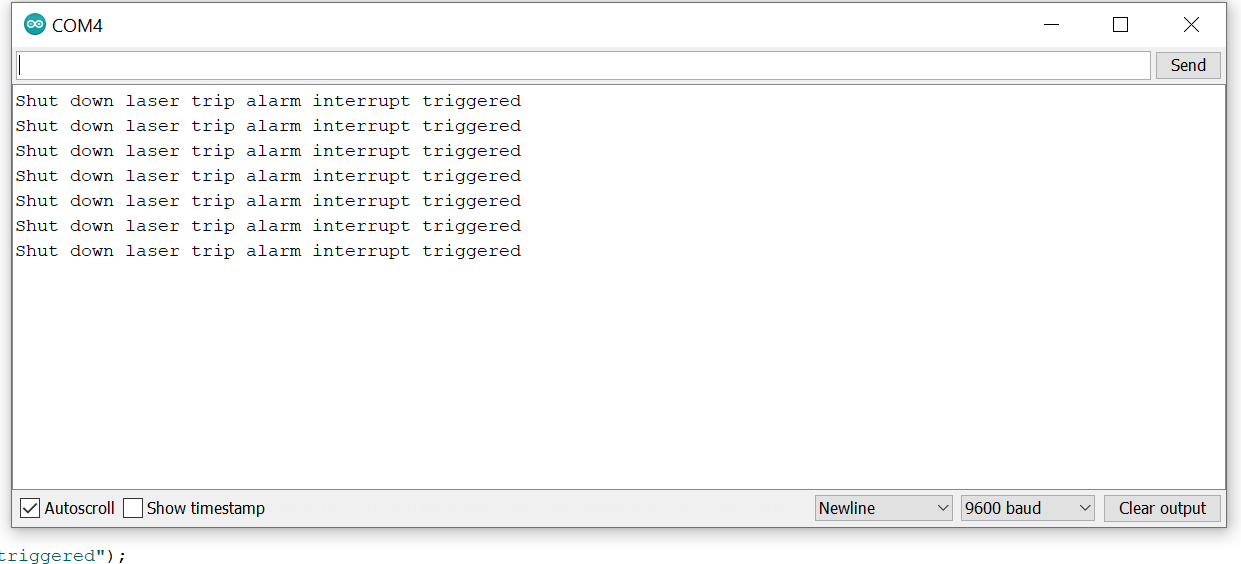 COM4
Send
Shut down laser trip alarm interrupt triggered
Shut down laser trip alarm interrupt triggered
Shut down laser trip alarm interrupt triggered
Shut down laser trip alarm interrupt triggered
Shut down laser trip alarm interrupt triggered
Shut down laser trip alarm interrupt triggered
Shut down laser trip alarm interrupt triggered
Autoscroll Show timestamp Newline 9600 baud Clear output
triggered");